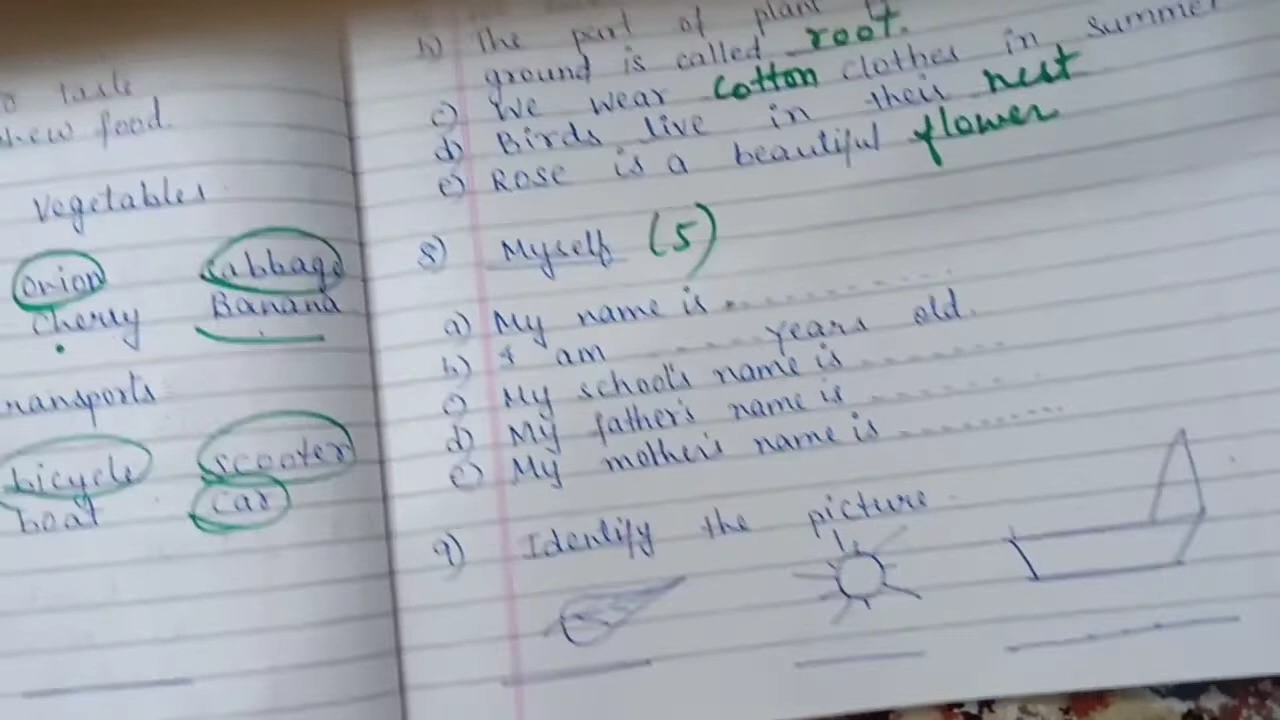 taste
food.
Vegetables
onion cabbage
cherry Banana
bicycle scooter
boat car
b) The part of plant
ground is called root.
c) We wear cotton clothes in summer
d) Birds live in their nest
e) Rose is a beautiful flower
8) Myself (5)
a) My name is ..............
b) I am ........ years old.
c) My school's name is ..........
d) My father's name is ..........
e) My mother's name is ..........
9) Identify the picture